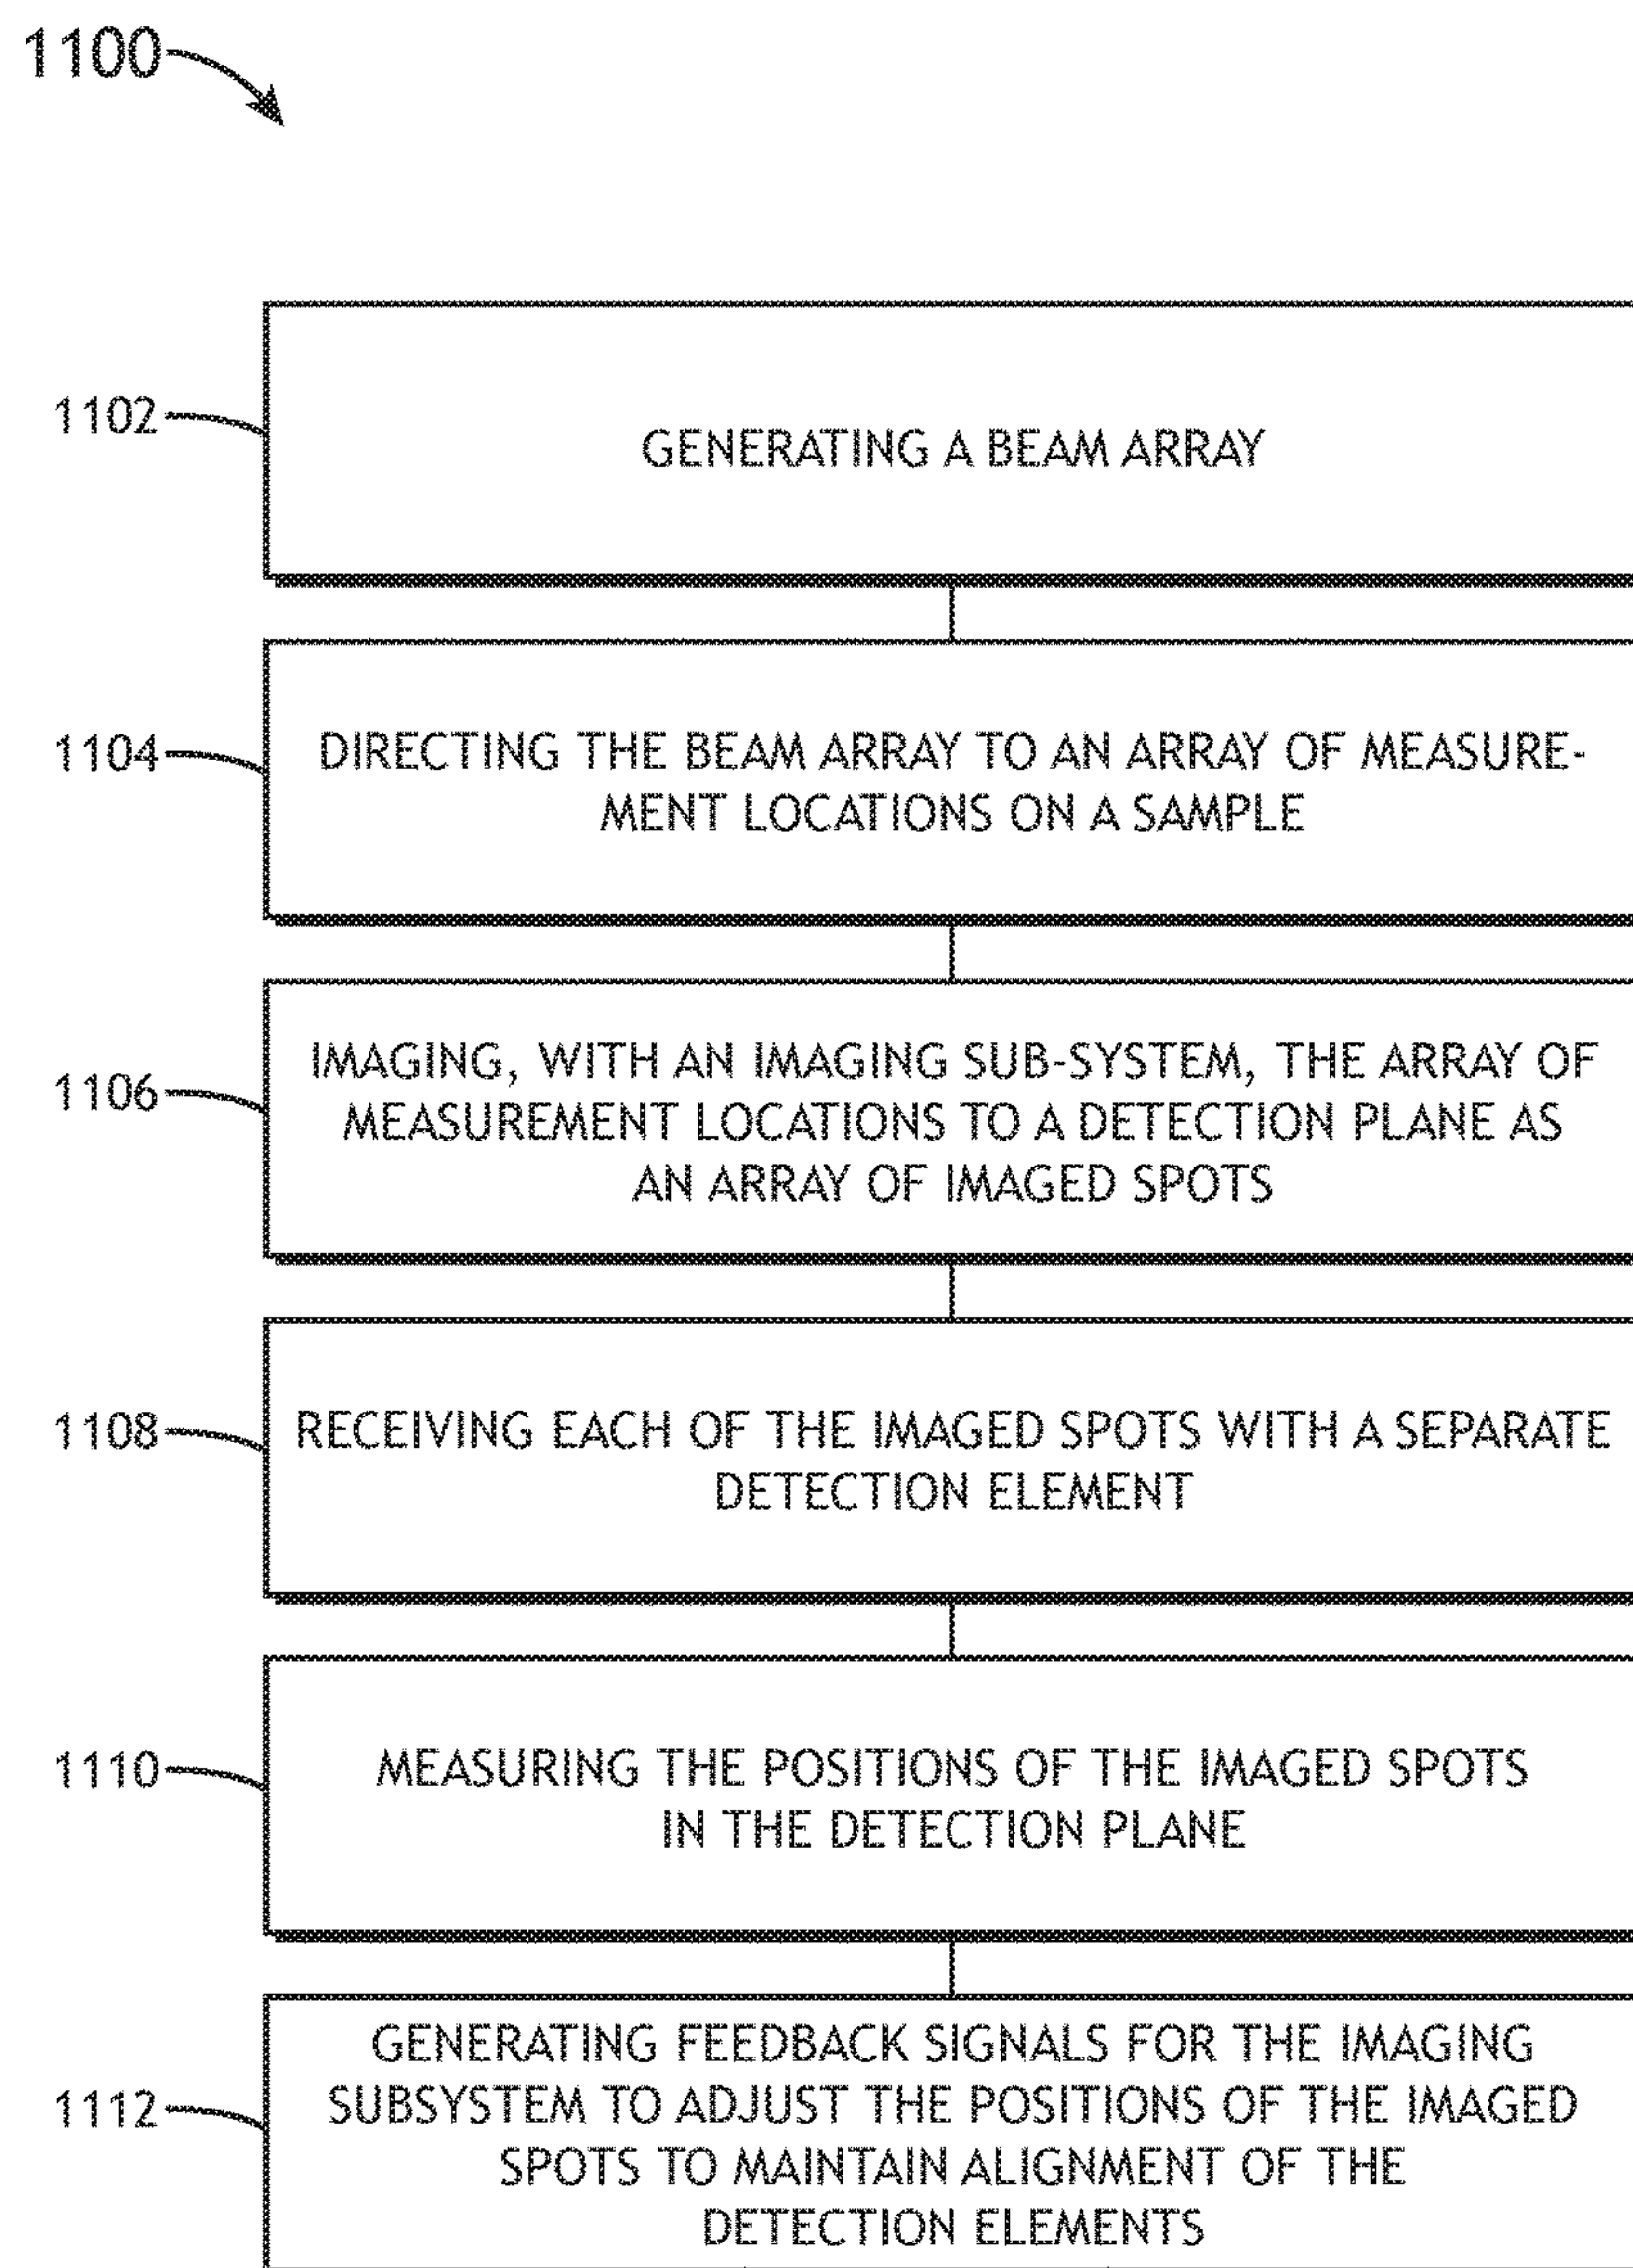 1100
1102
GENERATING A BEAM ARRAY
1104
DIRECTING THE BEAM ARRAY TO AN ARRAY OF MEASURE-
MENT LOCATIONS ON A SAMPLE
1106
IMAGING, WITH AN IMAGING SUB-SYSTEM, THE ARRAY OF
MEASUREMENT LOCATIONS TO A DETECTION PLANE AS
AN ARRAY OF IMAGED SPOTS
1108
RECEIVING EACH OF THE IMAGED SPOTS WITH A SEPARATE
DETECTION ELEMENT
1110
MEASURING THE POSITIONS OF THE IMAGED SPOTS
IN THE DETECTION PLANE
1112
GENERATING FEEDBACK SIGNALS FOR THE IMAGING
SUBSYSTEM TO ADJUST THE POSITIONS OF THE IMAGED
SPOTS TO MAINTAIN ALIGNMENT OF THE
DETECTION ELEMENTS